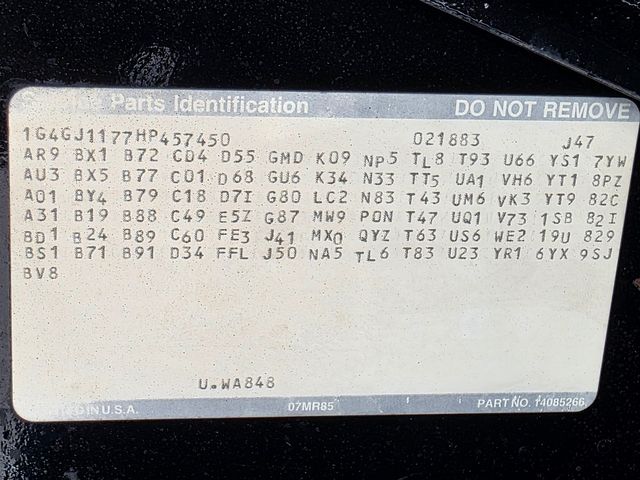 Parts Identification DO NOT REMOVE
1G4GJ1177HP457450 021883 J47
AR9 BX1 B72 CD4 D55 GMD K09 NP5 TL8 T93 U66 YS1 7YW
AU3 BX5 B77 C01 D68 GU6 K34 N33 TT5 UA1 VH6 YT1 8PZ
A01 BY4 B79 C18 D7I G80 LC2 N83 T43 UM6 VK3 YT9 82C
A31 B19 B88 C49 E5Z G87 MW9 PON T47 UQ1 V73 1SB 82I
BD1 B24 B89 C60 FE3 J41 MX0 QYZ T63 US6 WE2 19U 829
BS1 B71 B91 D34 FFL J50 NA5 TL6 T83 U23 YR1 6YX 9SJ
BV8
U.WA848
IN U.S.A. 07MR85 PART NO. 14085266